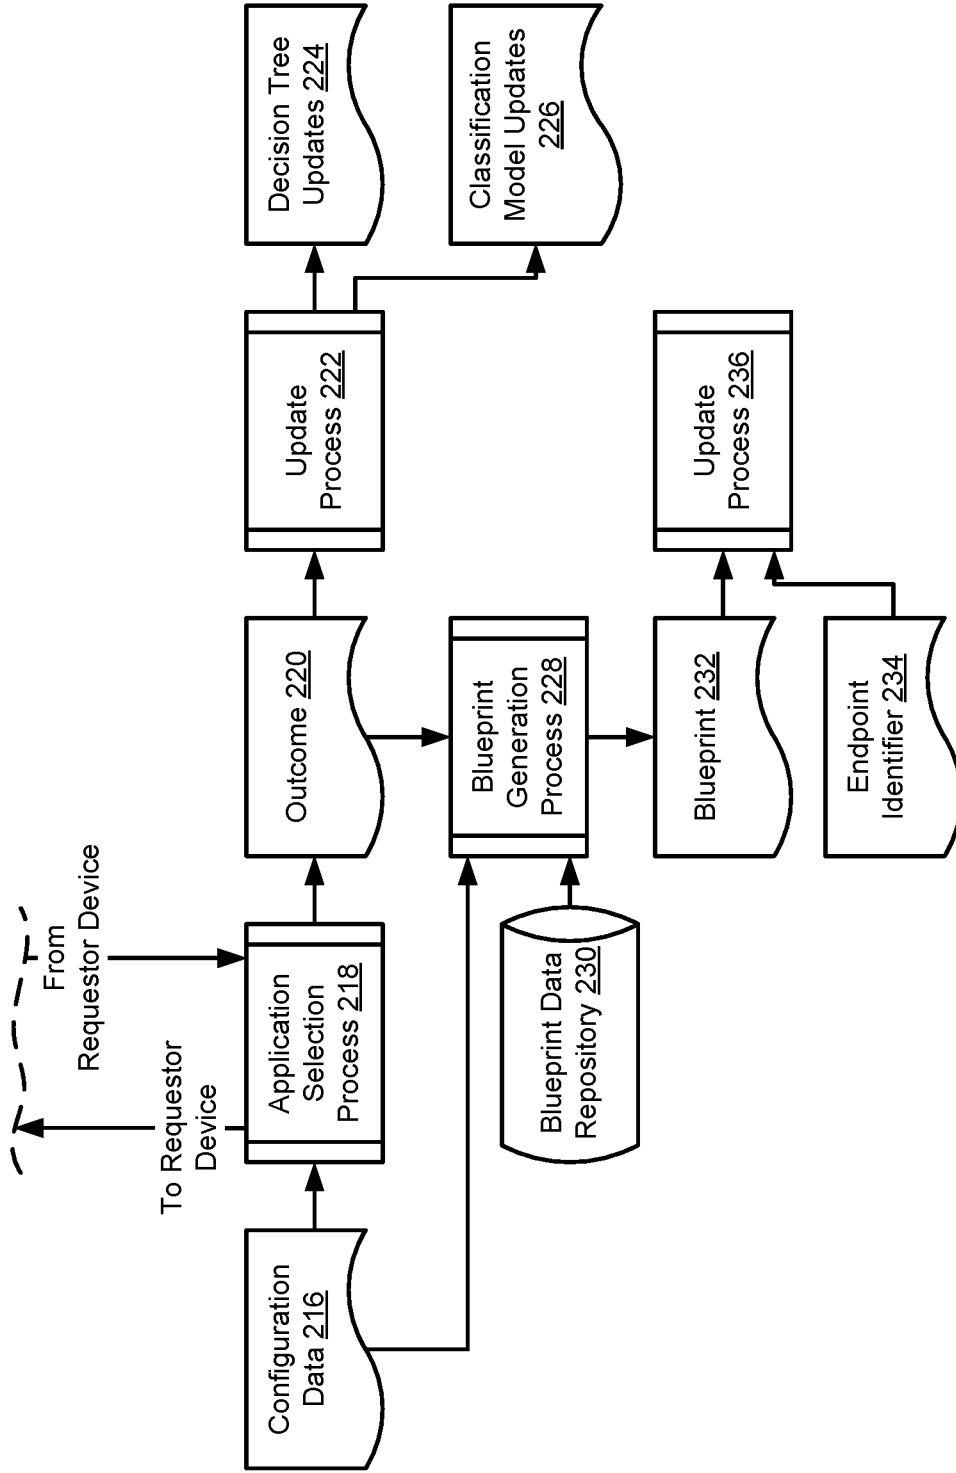 From
Requestor Device
To Requestor
Device
Configuration
Data 216
Application
Selection
Process 218
Outcome 220
Update
Process 222
Decision Tree
Updates 224
Classification
Model Updates
226
Blueprint Data
Repository 230
Blueprint
Generation
Process 228
Blueprint 232
Endpoint
Identifier 234
Update
Process 236